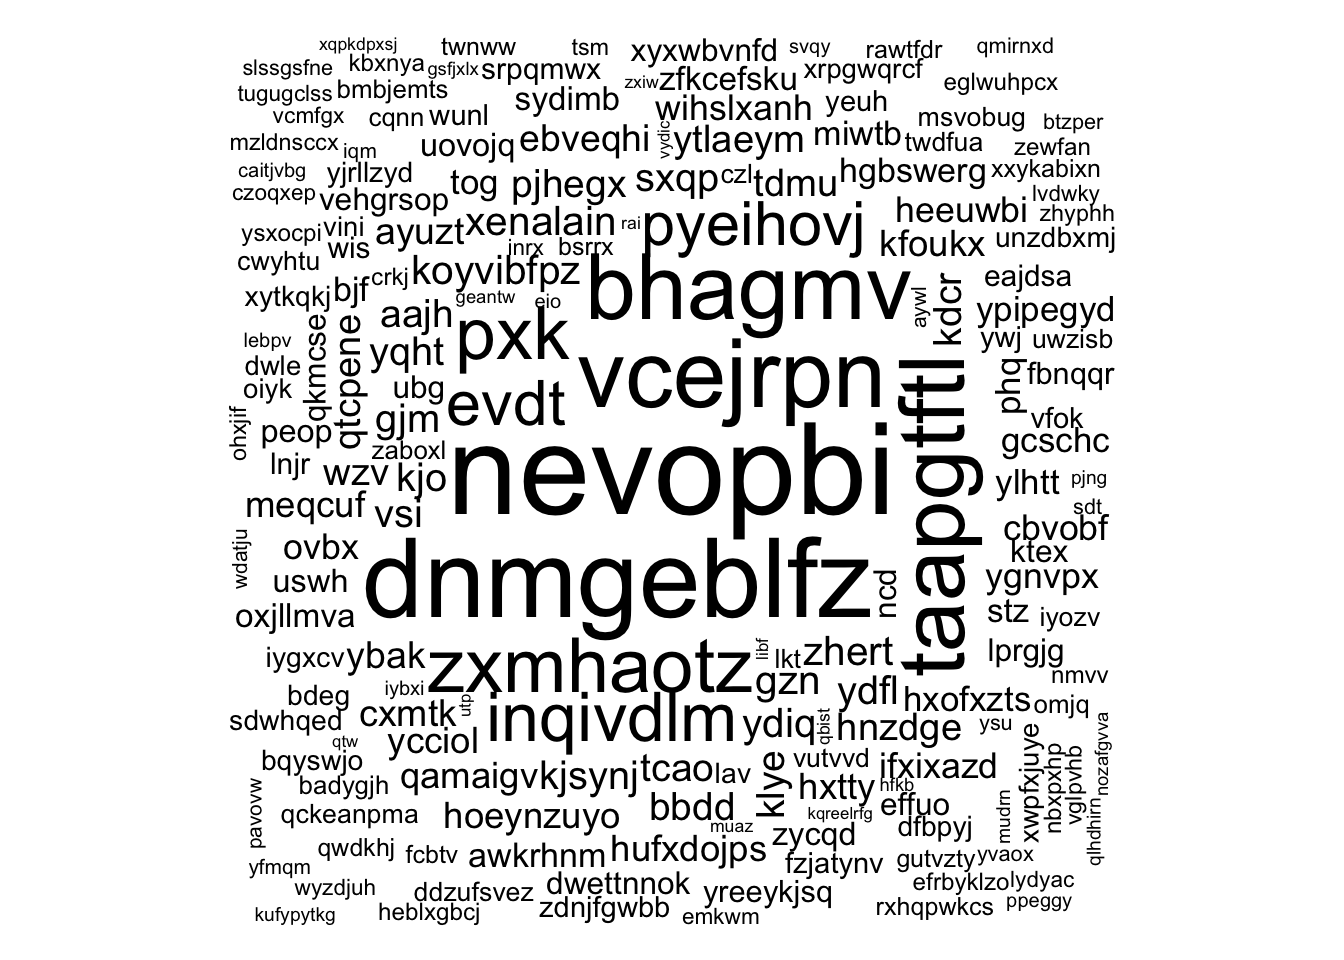 xqpkdpxsj twnww tsm xyxwbvnfd svqy rawtfdr qmirnxd
slssgsfne kbxnya gsfjxlx srpqmwx zxiw zfkcefsku xrpgwqrcf eglwuhpcx
tugugclss bmbjemts sydimb wihslxanh yeuh msvobug btzper
vcmfgx cqnn wunl
mzldnsccx iqm uovojq ebveqhi vydic ytlaeym miwtb twdfua zewfan
caitjvbg yjrllzyd tog pjhegx sxqp czl tdmu hgbswerg xxykabixn
czoqxep vehgrsop lvdwky
ysxocpi vini ayuzt xenalain rai pyeihovj heeuwbi zhyphh
cwyhtu wis jnrx bsrrx kfoukx unzdbxmj
xytkqkj bjf crkj koyvibfpz geantw eio bhagmv aywl kdcr eajdsa
lebpv qkmcse qtcpene aajh pxk ypipegyd
dwle yqht vcejrpn ywj uwzisb
oiyk ubg evdt taapgtftl phq fbnqqr
ohxjif peop gjm vfok
lnjr zaboxl nevopbi gcschc
wzv kjo ylhtt pjng
meqcuf vsi sdt
wdatju ovbx cbvobf
uswh dnmgeblfz ncd ktex
ygnvpx
oxjllmva stz iyozv
iygxcv ybak zxmhaotz libf lkt zhert lprgjg
bdeg iybxi utp gzn ydfl nmvv
sdwhqed cxmtk inqivdlm ydiq qbist hnzdge hxofxzts ysu omjq
qtw ycciol xwpfxjuye nbxpxhp vglpvhb nozafgvva
bqyswjo qamaigvkjsynj tcao lav klye vutvvd ifxixazd
badygjh hxtty hfkb
pavovw qckeanpma hoeynzuyo bbdd kqreelrfg effuo mudrn
muaz zycqd dfbpyj qlhdhirn
qwdkhj fcbtv awkrhnm hufxdojps fzjatynv gutvzty yvaox
yfmqm wyzdjuh ddzufsvez dwettnnok yreeykjsq efrbyklzo lydyac
kufypytkg heblxgbcj zdnjfgwbb emkwm rxhqpwkcs ppeggy